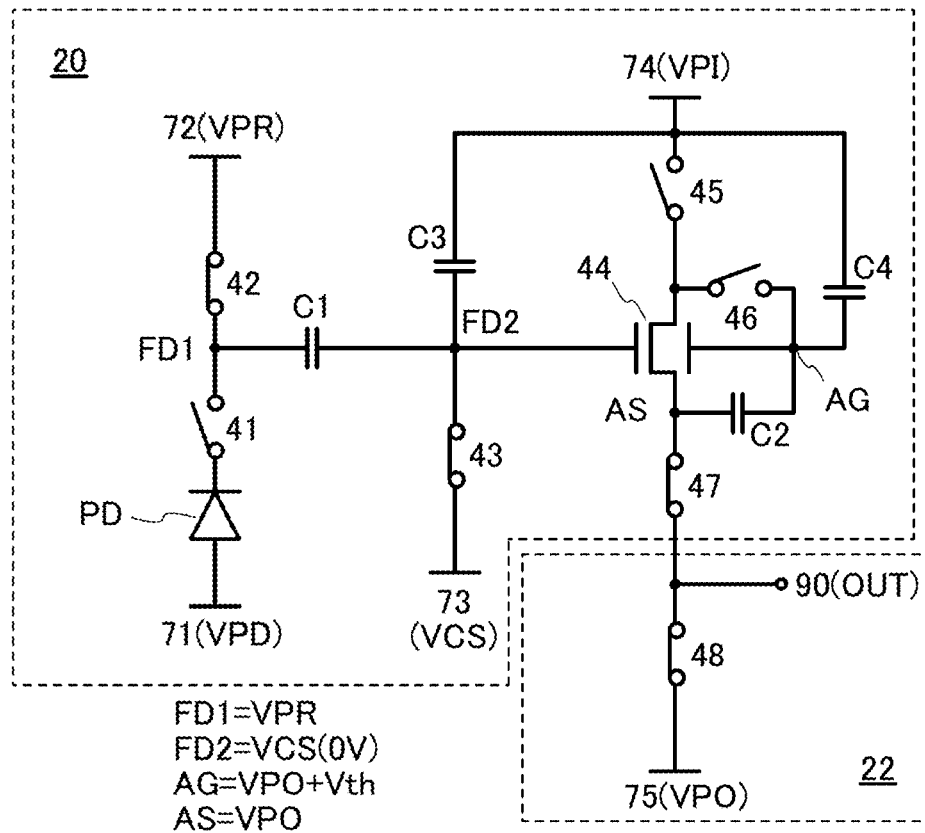 20
74(VPI)
72(VPR)
45
C3
44
C4
42
C1
46
FD1
FD2
AG
41
AS
C2
43
47
PD
90(OUT)
73
(VCS)
71(VPD)
48
FD1=VPR
FD2=VCS(0V)
AG=VPO+Vth
AS=VPO
75(VPO)
22